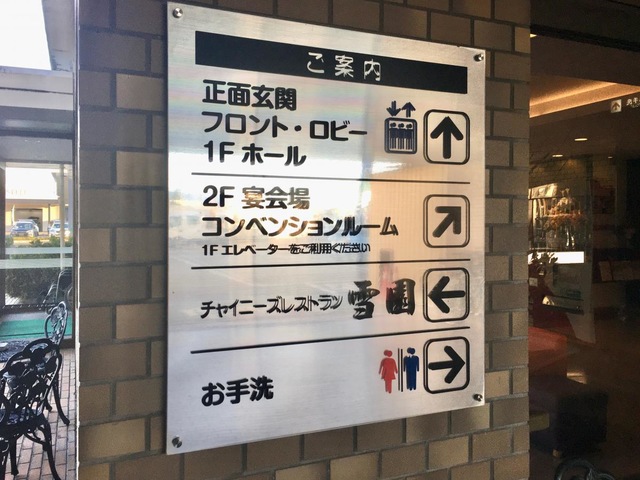 ご案内
正面玄関
フロント・ロビー
1F ホール
2F 宴会場
コンベンションルーム
1F エレベーターをご利用ください
チャイニーズレストラン 雪園
お手洗